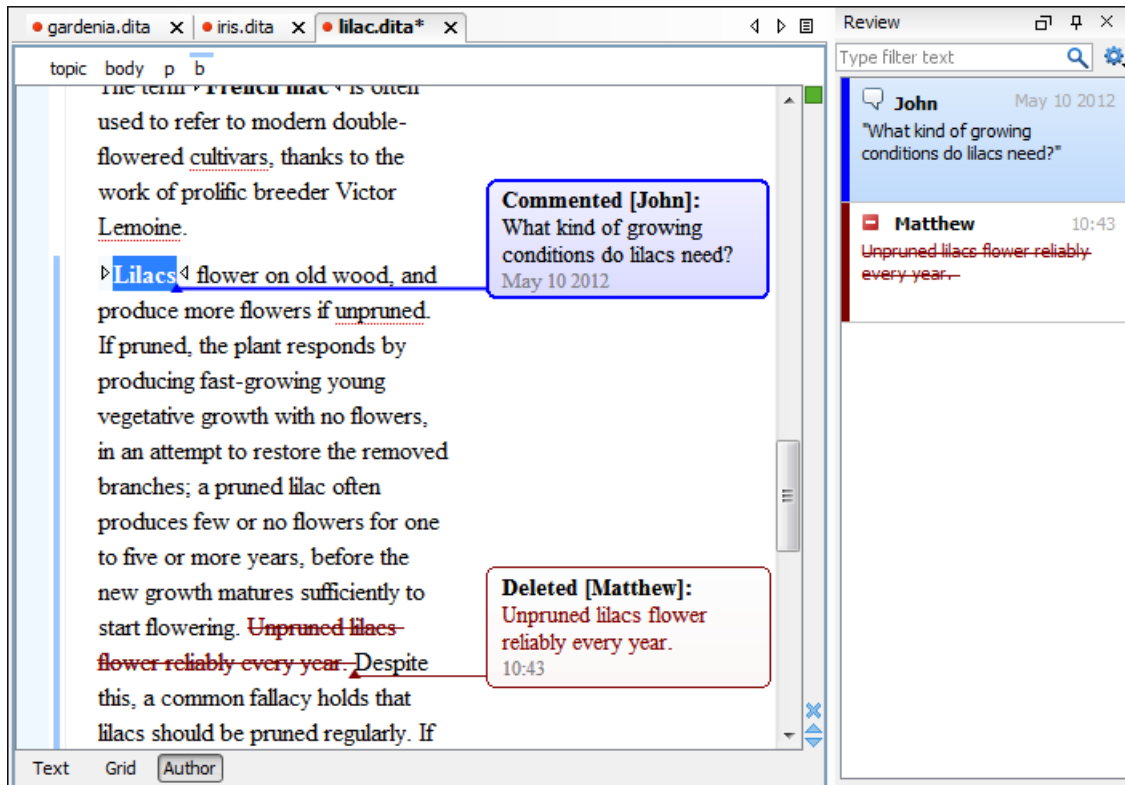 gardenia.dita
iris.dita
lilac.dita*
topic body p b
The term French lilac is often
used to refer to modern double-
flowered cultivars, thanks to the
work of prolific breeder Victor
Lemoine.
Lilacs flower on old wood, and
produce more flowers if unpruned.
If pruned, the plant responds by
producing fast-growing young
vegetative growth with no flowers,
in an attempt to restore the removed
branches; a pruned lilac often
produces few or no flowers for one
to five or more years, before the
new growth matures sufficiently to
start flowering. Unpruned lilacs
flower reliably every year. Despite
this, a common fallacy holds that
lilacs should be pruned regularly. If
Commented [John]:
What kind of growing
conditions do lilacs need?
May 10 2012
Deleted [Matthew]:
Unpruned lilacs flower
reliably every year.
10:43
Text Grid Author
Review
Type filter text
John May 10 2012
"What kind of growing
conditions do lilacs need?"
Matthew 10:43
Unpruned lilacs flower reliably
every year.